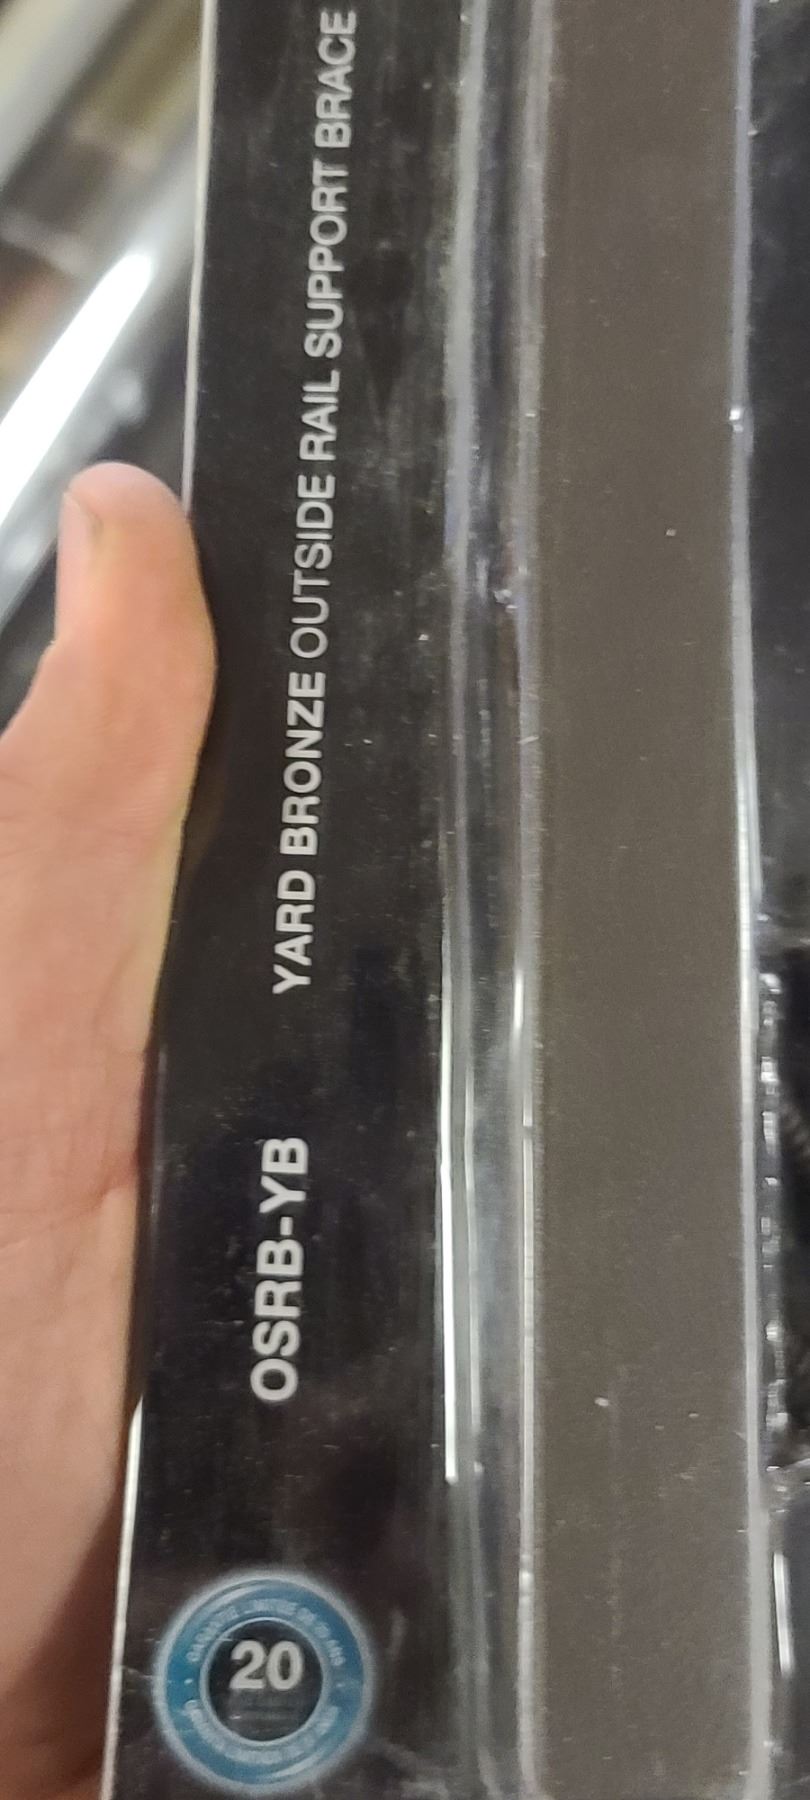 OSRB-YB YARD BRONZE OUTSIDE RAIL SUPPORT BRACE
20